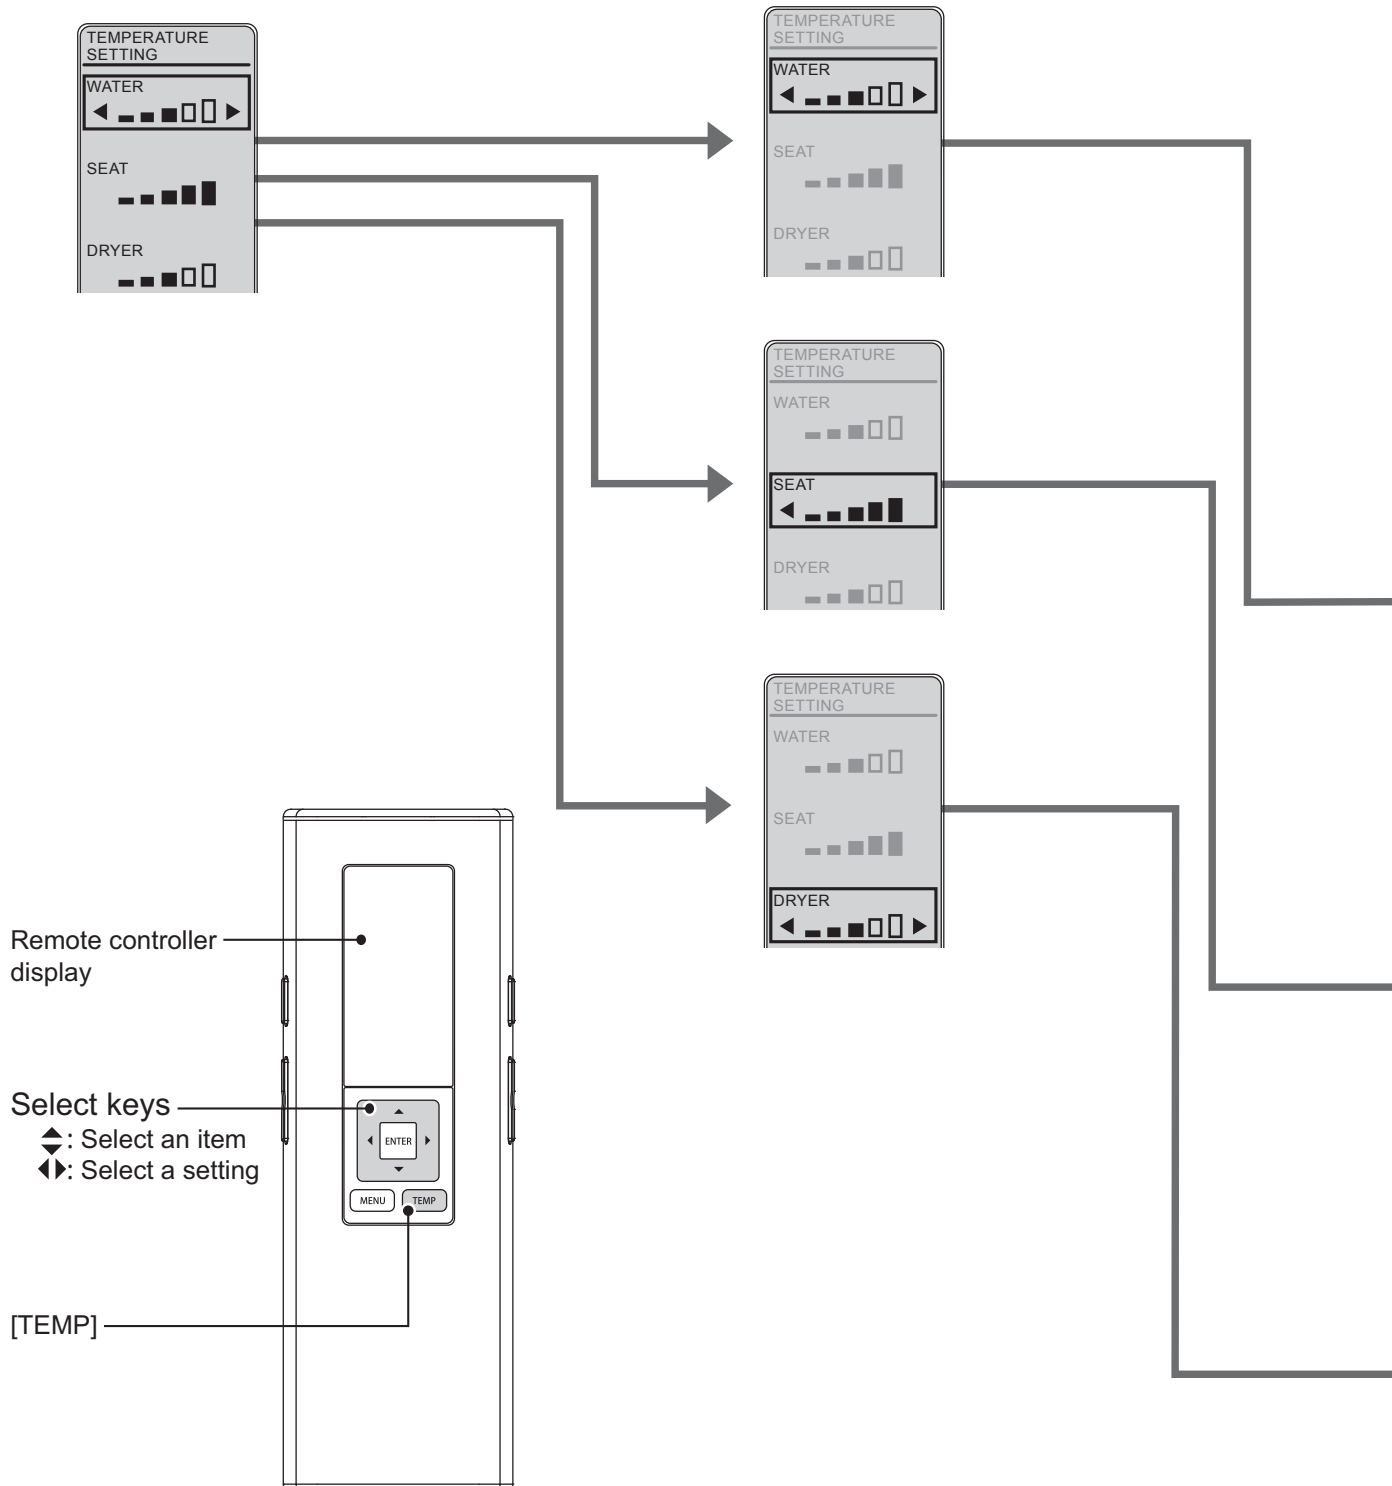 TEMPERATURE
SETTING
WATER
SEAT
DRYER
TEMPERATURE
SETTING
WATER
SEAT
DRYER
TEMPERATURE
SETTING
WATER
SEAT
DRYER
TEMPERATURE
SETTING
WATER
SEAT
DRYER
Remote controller
display
Select keys
: Select an item
: Select a setting
ENTER
MENU TEMP
[TEMP]